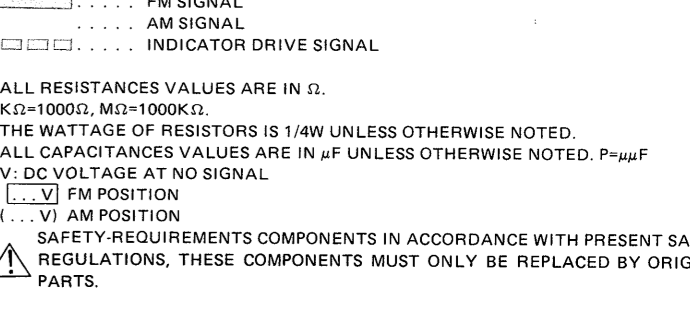 ..... FM SIGNAL
..... AM SIGNAL
..... INDICATOR DRIVE SIGNAL
ALL RESISTANCES VALUES ARE IN Ω.
KΩ=1000Ω, MΩ=1000KΩ.
THE WATTAGE OF RESISTORS IS 1/4W UNLESS OTHERWISE NOTED.
ALL CAPACITANCES VALUES ARE IN μF UNLESS OTHERWISE NOTED. P=μμF
V: DC VOLTAGE AT NO SIGNAL
... V FM POSITION
(... V) AM POSITION
SAFETY-REQUIREMENTS COMPONENTS IN ACCORDANCE WITH PRESENT SA
REGULATIONS, THESE COMPONENTS MUST ONLY BE REPLACED BY ORIG
PARTS.